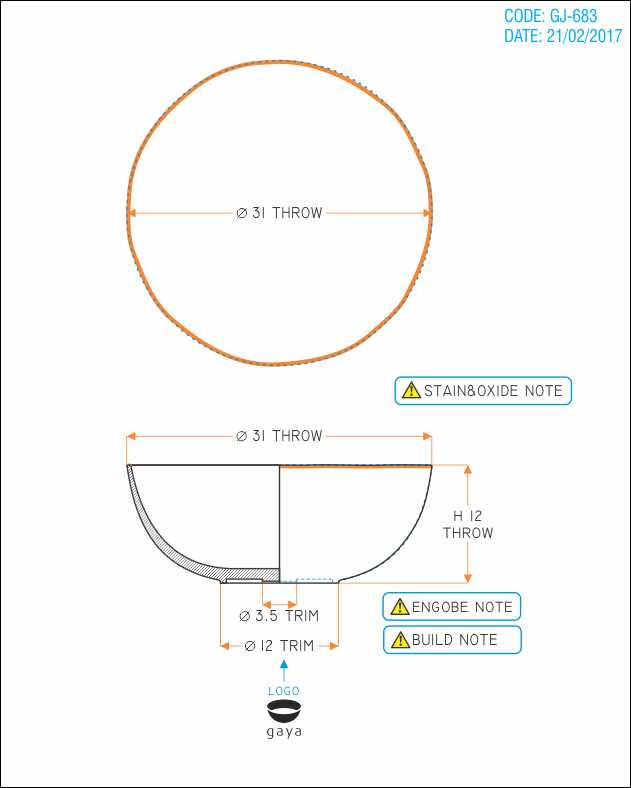 CODE: GJ-683
DATE: 21/02/2017
Ø 31 THROW
STAIN&OXIDE NOTE
Ø 31 THROW
H 12
THROW
Ø 3.5 TRIM
ENGOBE NOTE
BUILD NOTE
Ø 12 TRIM
LOGO
gaya